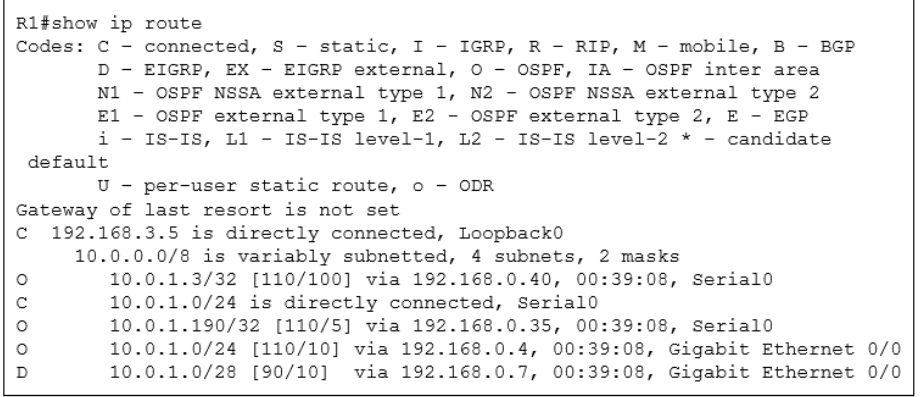 R1#show ip route
Codes: C – connected, S – static, I – IGRP, R – RIP, M – mobile, B – BGP
D – EIGRP, EX – EIGRP external, O – OSPF, IA – OSPF inter area
N1 – OSPF NSSA external type 1, N2 – OSPF NSSA external type 2
E1 – OSPF external type 1, E2 – OSPF external type 2, E – EGP
i – IS-IS, L1 – IS-IS level-1, L2 – IS-IS level-2 * – candidate
default
U – per-user static route, o – ODR
Gateway of last resort is not set
C 192.168.3.5 is directly connected, Loopback0
10.0.0.0/8 is variably subnetted, 4 subnets, 2 masks
O 10.0.1.3/32 [110/100] via 192.168.0.40, 00:39:08, Serial0
C 10.0.1.0/24 is directly connected, Serial0
O 10.0.1.190/32 [110/5] via 192.168.0.35, 00:39:08, Serial0
O 10.0.1.0/24 [110/10] via 192.168.0.4, 00:39:08, Gigabit Ethernet 0/0
D 10.0.1.0/28 [90/10] via 192.168.0.7, 00:39:08, Gigabit Ethernet 0/0